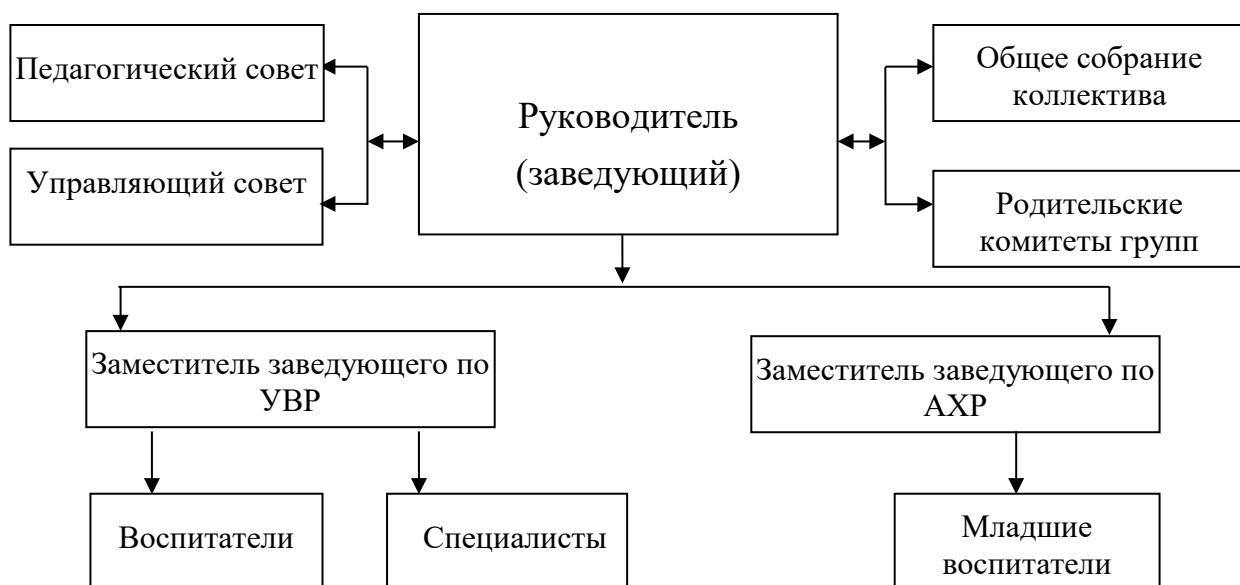 Педагогический совет
Управляющий совет
Руководитель
(заведующий)
Общее собрание
коллектива
Родительские
комитеты групп
Заместитель заведующего по
УВР
Заместитель заведующего по
АХР
Воспитатели
Специалисты
Младшие
воспитатели